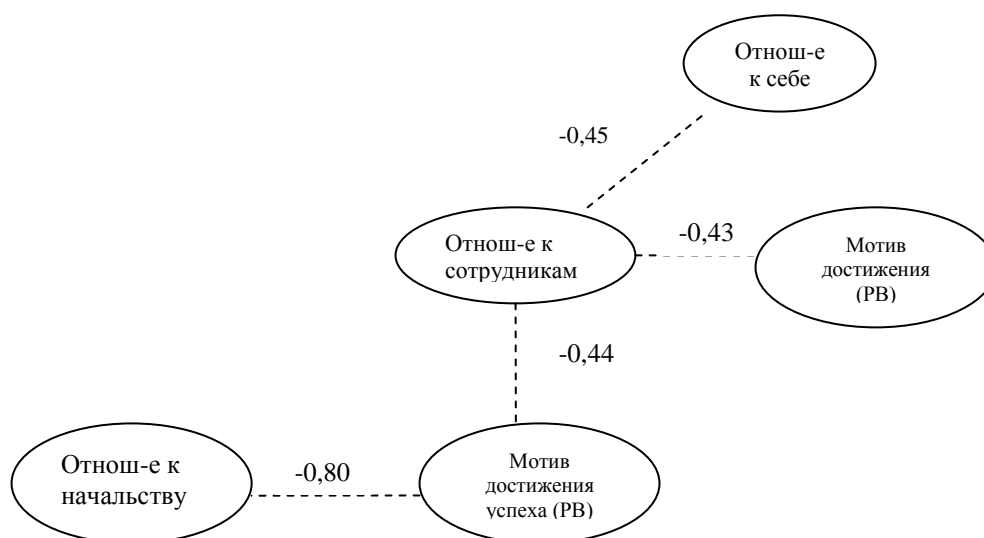 Отнош-е
к себе
-0,45
Отнош-е к
сотрудникам
-0,43
Мотив
достижения
(РВ)
-0,44
Отнош-е к
начальству
-0,80
Мотив
достижения
успеха (РВ)